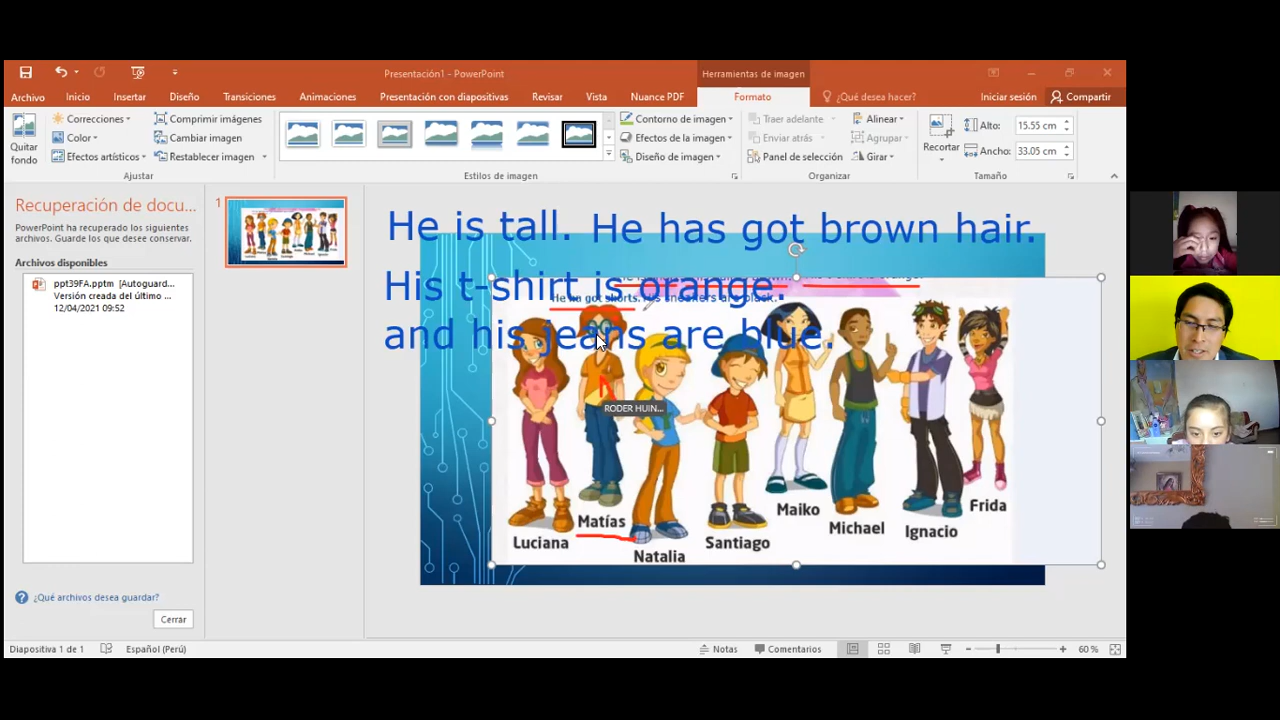 Presentación1 - PowerPoint
Herramientas de imagen
Archivo Inicio Insertar Diseño Transiciones Animaciones Presentación con diapositivas Revisar Vista Nuance PDF Formato ¿Qué desea hacer? Iniciar sesión Compartir
Quitar fondo
Correcciones
Color
Efectos artísticos
Comprimir imágenes
Cambiar imagen
Restablecer imagen
Ajustar
Estilos de imagen
Contorno de imagen
Efectos de la imagen
Diseño de imagen
Traer adelante
Enviar atrás
Panel de selección
Alinear
Agrupar
Girar
Organizar
Recortar
Alto: 15.55 cm
Ancho: 33.05 cm
Tamaño
Recuperación de docu...
PowerPoint ha recuperado los siguientes
archivos. Guarde los que desee conservar.
Archivos disponibles
ppt39FA.pptm [Autoguard...
Versión creada del último ...
12/04/2021 09:52
¿Qué archivos desea guardar?
Cerrar
1
He is tall. He has got brown hair.
His t-shirt is orange.
He ha got shorts. His sneakers are black.
and his jeans are blue.
RODER HUIN...
Luciana
Matías
Natalia
Santiago
Maiko
Michael
Ignacio
Frida
Diapositiva 1 de 1 Español (Perú) Notas Comentarios 60 %